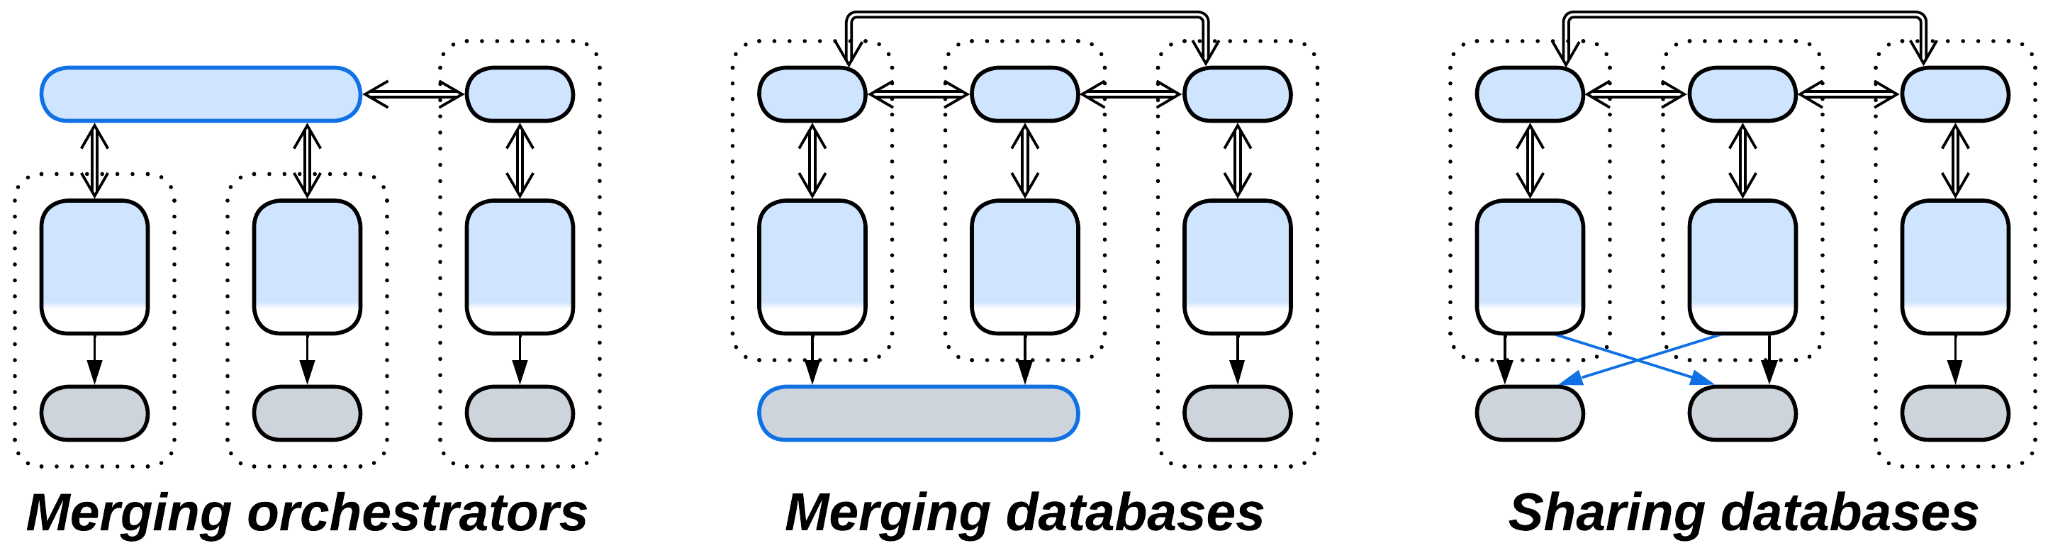 Merging orchestrators
Merging databases
Sharing databases